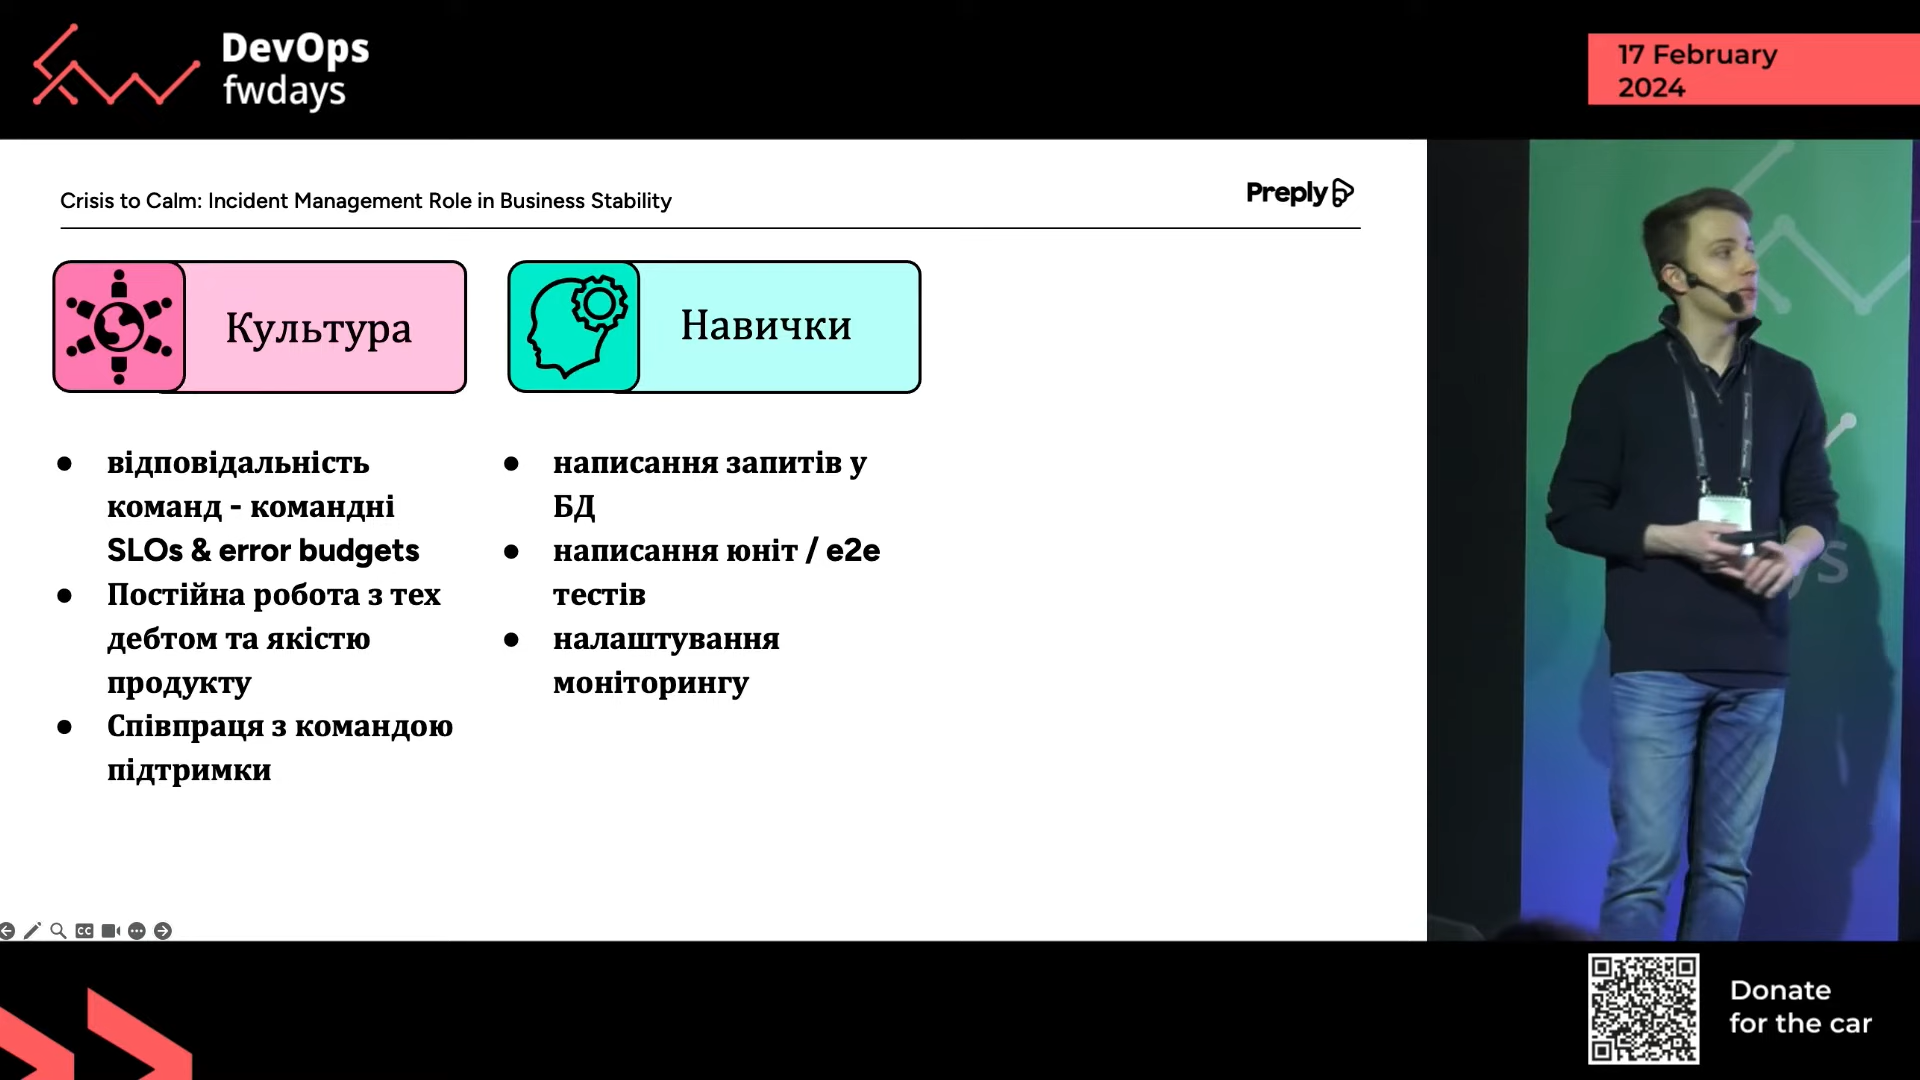 DevOps
fwdays
17 February
2024
Crisis to Calm: Incident Management Role in Business Stability
Preply
Культура
Навички
● відповідальність
команд - командні
SLOs & error budgets
● Постійна робота з тех
дебтом та якістю
продукту
● Співпраця з командою
підтримки
● написання запитів у
БД
● написання юніт / e2e
тестів
● налаштування
моніторингу
CC
Donate
for the car